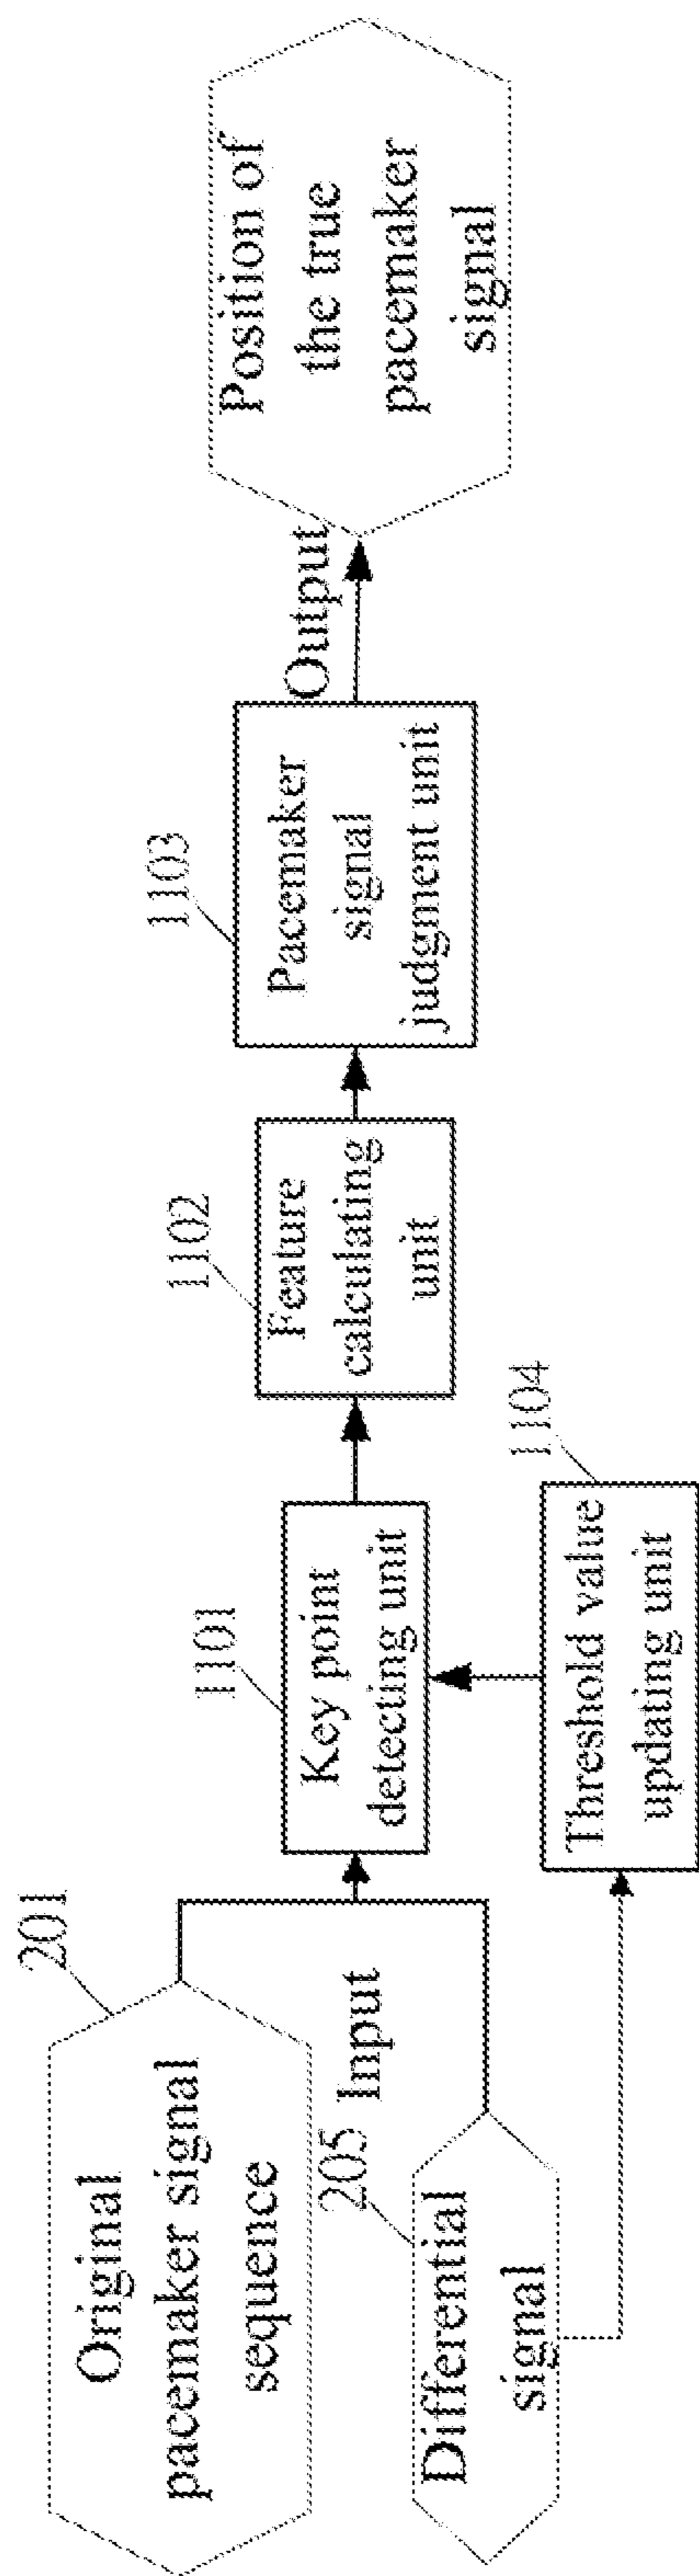 201
Original
pacemaker signal
sequence
Input
205
Differential
signal
1101
Key point
detecting unit
1104
Threshold value
updating unit
1102
Feature
calculating
unit
1103
Pacemaker
signal
judgment unit
Output
Position of
the true
pacemaker
signal